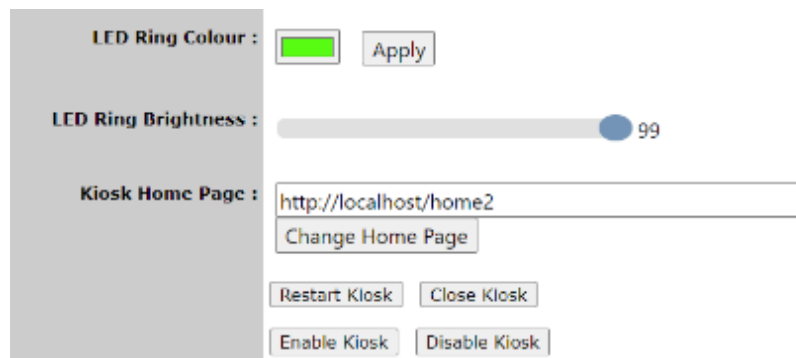 LED Ring Colour :
Apply
LED Ring Brightness :
99
Kiosk Home Page :
http://localhost/home2
Change Home Page
Restart Kiosk Close Kiosk
Enable Kiosk Disable Kiosk